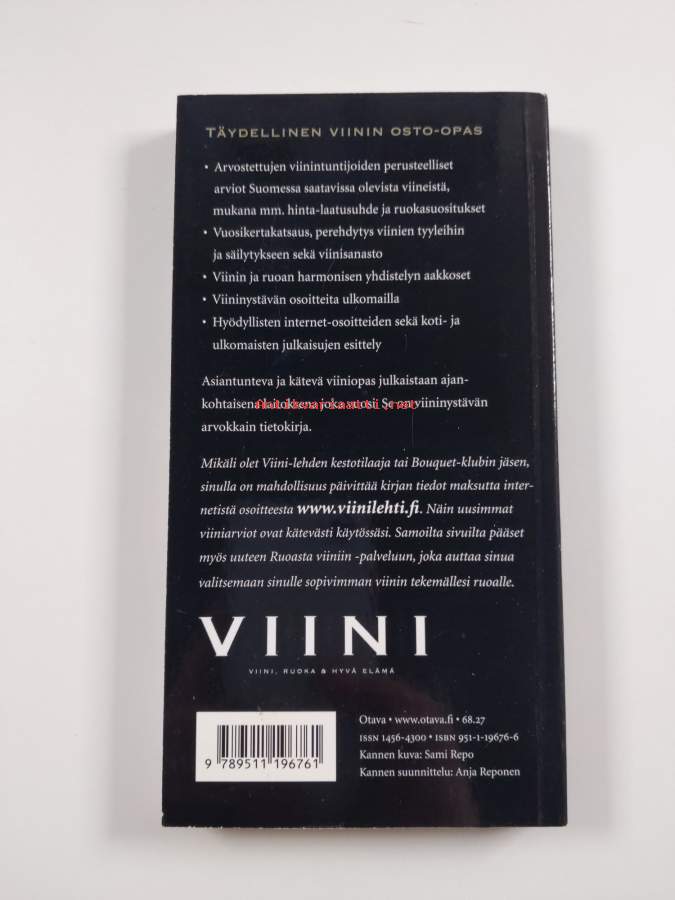 TÄYDELLINEN VIININ OSTO-OPAS
• Arvostettujen viinintuntijoiden perusteelliset
arviot Suomessa saatavissa olevista viineistä,
mukana mm. hinta-laatusuhde ja ruokasuositukset
• Vuosikertakatsaus, perehdytys viinien tyyleihin
ja säilytykseen sekä viinisanasto
• Viinin ja ruoan harmonisen yhdistelyn aakkoset
• Viininystävän osoitteita ulkomailla
• Hyödyllisten internet-osoitteiden sekä koti- ja
ulkomaisten julkaisujen esittely
Asiantunteva ja kätevä viiniopas julkaistaan ajan-
kohtaisena laitoksena joka vuosi. Se on viininystävän
arvokkain tietokirja.
Mikäli olet Viini-lehden kestotilaaja tai Bouquet-klubin jäsen,
sinulla on mahdollisuus päivittää kirjan tiedot maksutta inter-
netistä osoitteesta www.viinilehti.fi. Näin uusimmat
viiniarviot ovat kätevästi käytössäsi. Samoilta sivuilta pääset
myös uuteen Ruoasta viiniin -palveluun, joka auttaa sinua
valitsemaan sinulle sopivimman viinin tekemällesi ruoalle.
VIINI
VIINI, RUOKA & HYVÄ ELÄMÄ
Otava • www.otava.fi • 68.27
ISSN 1456-4300 • ISBN 951-1-19676-6
Kannen kuva: Sami Repo
Kannen suunnittelu: Anja Reponen
9 789511 196761